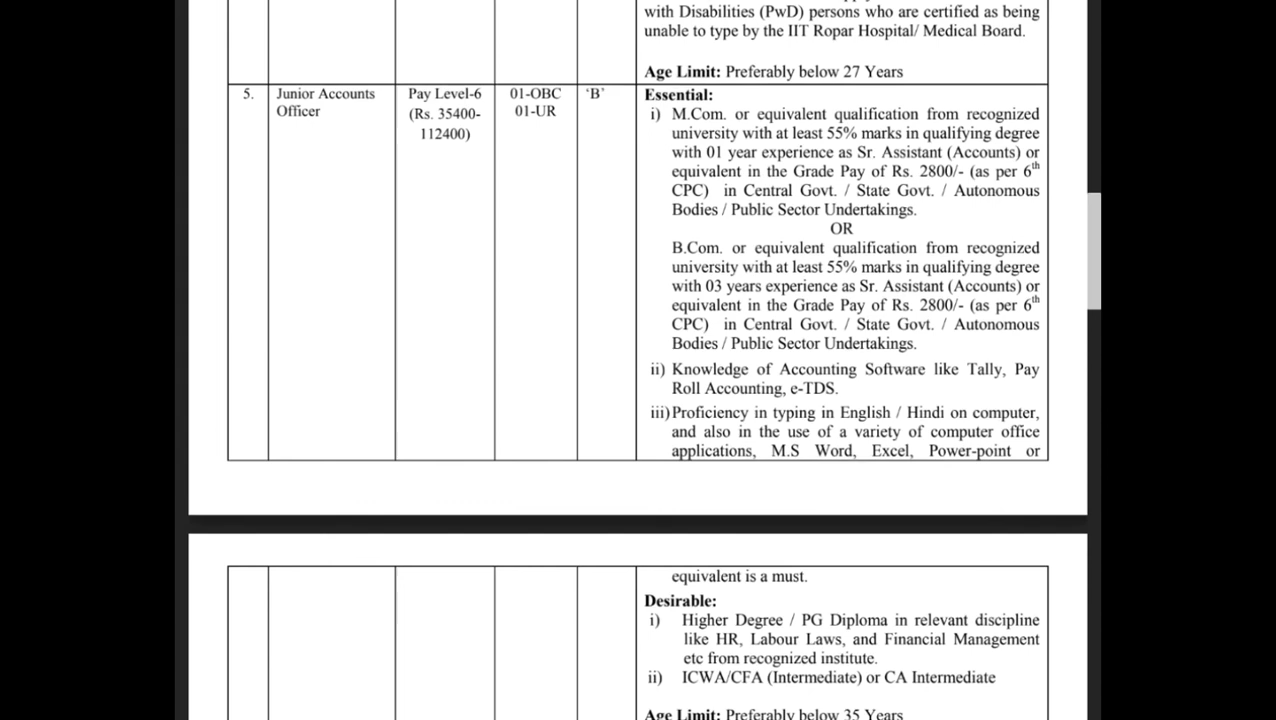 with Disabilities (PwD) persons who are certified as being
unable to type by the IIT Ropar Hospital/ Medical Board.
Age Limit: Preferably below 27 Years
5. Junior Accounts Officer Pay Level-6 (Rs. 35400-112400) 01-OBC 01-UR ‘B’
Essential:
i) M.Com. or equivalent qualification from recognized
university with at least 55% marks in qualifying degree
with 01 year experience as Sr. Assistant (Accounts) or
equivalent in the Grade Pay of Rs. 2800/- (as per 6th
CPC) in Central Govt. / State Govt. / Autonomous
Bodies / Public Sector Undertakings.
OR
B.Com. or equivalent qualification from recognized
university with at least 55% marks in qualifying degree
with 03 years experience as Sr. Assistant (Accounts) or
equivalent in the Grade Pay of Rs. 2800/- (as per 6th
CPC) in Central Govt. / State Govt. / Autonomous
Bodies / Public Sector Undertakings.
ii) Knowledge of Accounting Software like Tally, Pay
Roll Accounting, e-TDS.
iii) Proficiency in typing in English / Hindi on computer,
and also in the use of a variety of computer office
applications, M.S Word, Excel, Power-point or
equivalent is a must.
Desirable:
i) Higher Degree / PG Diploma in relevant discipline
like HR, Labour Laws, and Financial Management
etc from recognized institute.
ii) ICWA/CFA (Intermediate) or CA Intermediate
Age Limit: Preferably below 35 Years